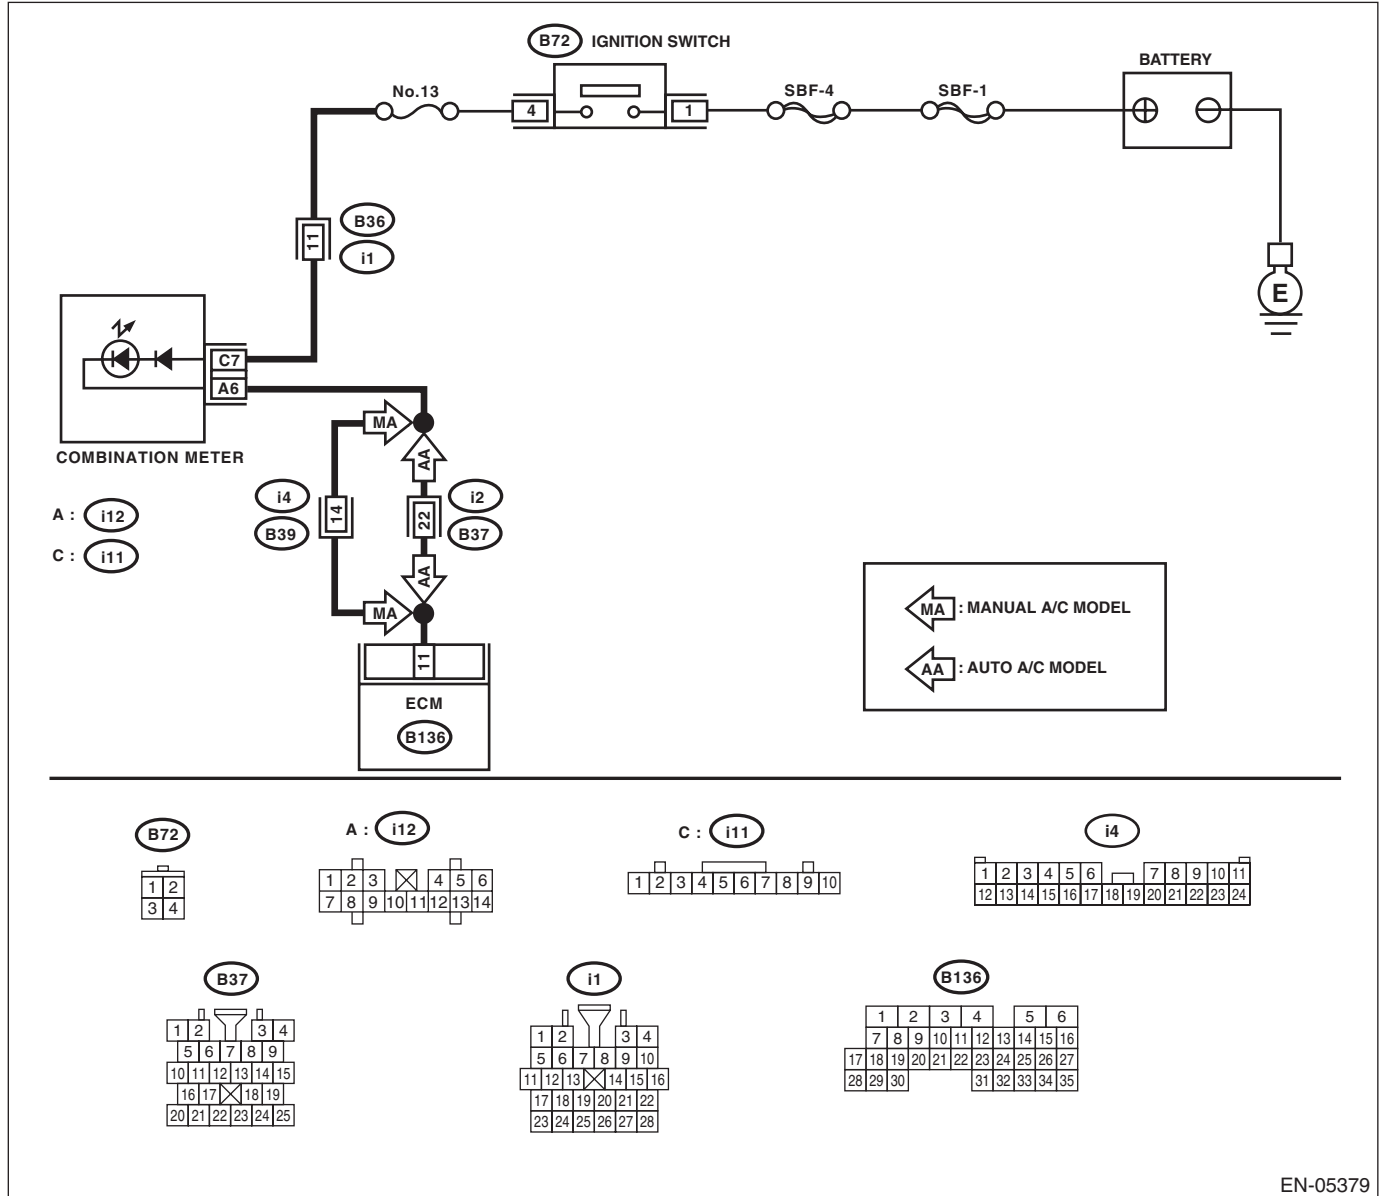 B72 IGNITION SWITCH
BATTERY
No.13
4
1
SBF-4
SBF-1
B36
11
i1
E
C7
A6
COMBINATION METER
MA
AA
i4
14
B39
i2
22
B37
A : i12
C : i11
AA
MA
11
ECM
B136
MA : MANUAL A/C MODEL
AA : AUTO A/C MODEL
B72
1 2
3 4
A : i12
1 2 3 4 5 6
7 8 9 10 11 12 13 14
C : i11
1 2 3 4 5 6 7 8 9 10
i4
1 2 3 4 5 6 7 8 9 10 11
12 13 14 15 16 17 18 19 20 21 22 23 24
B37
1 2 3 4
5 6 7 8 9
10 11 12 13 14 15
16 17 18 19
20 21 22 23 24 25
i1
1 2 3 4
5 6 7 8 9 10
11 12 13 14 15 16
17 18 19 20 21 22
23 24 25 26 27 28
B136
1 2 3 4 5 6
7 8 9 10 11 12 13 14 15 16
17 18 19 20 21 22 23 24 25 26 27
28 29 30 31 32 33 34 35
EN-05379